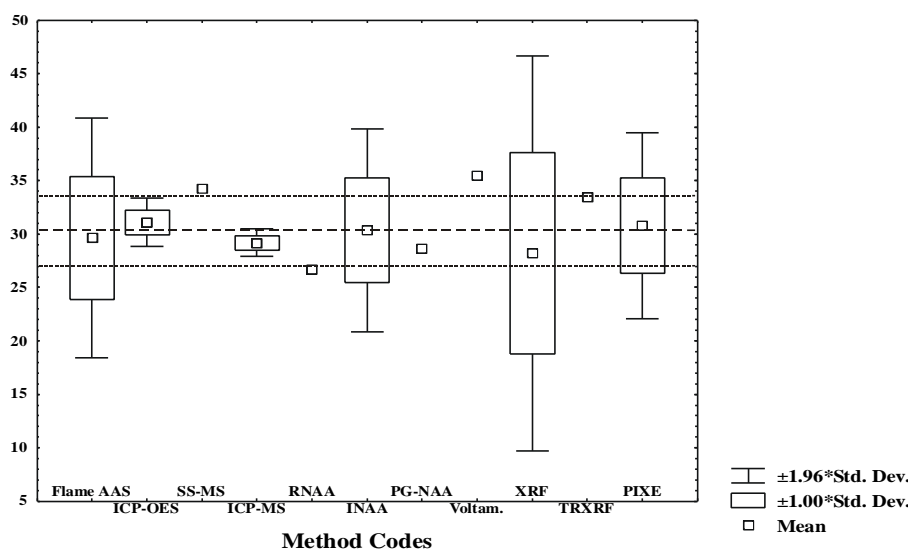 50
45
40
35
30
25
20
15
10
5
Flame AAS SS-MS RNAA PG-NAA XRF PIXE
ICP-OES ICP-MS INAA Voltam. TRXRF
Method Codes
±1.96*Std. Dev.
±1.00*Std. Dev.
Mean